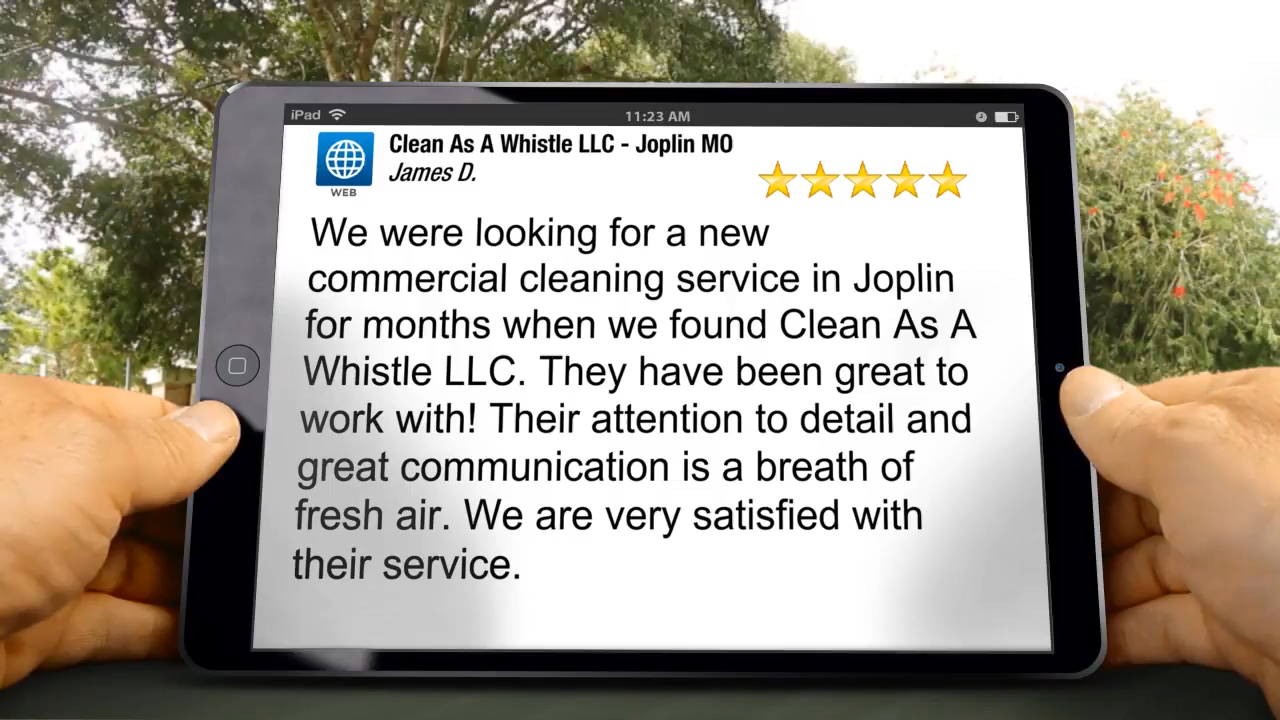 iPad 11:23 AM
Clean As A Whistle LLC - Joplin MO
James D.
WEB
We were looking for a new
commercial cleaning service in Joplin
for months when we found Clean As A
Whistle LLC. They have been great to
work with! Their attention to detail and
great communication is a breath of
fresh air. We are very satisfied with
their service.